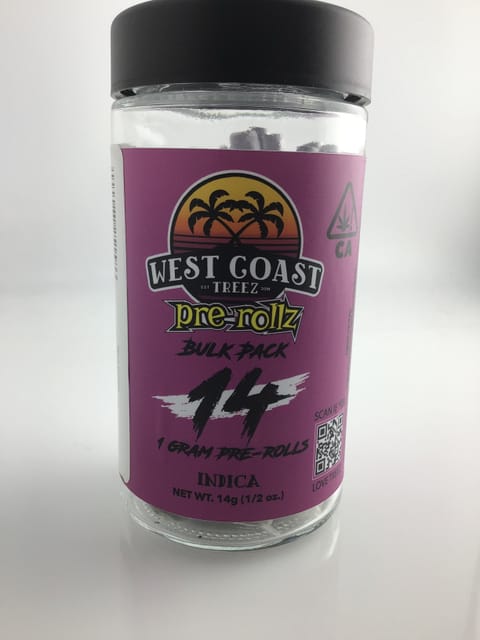 WEST COAST
EST TREEZ
pre-rollz
BULK PACK
14
1 GRAM PRE-ROLLS
INDICA
NET WT. 14g (1/2 oz.)
CA
SCAN
LOVE